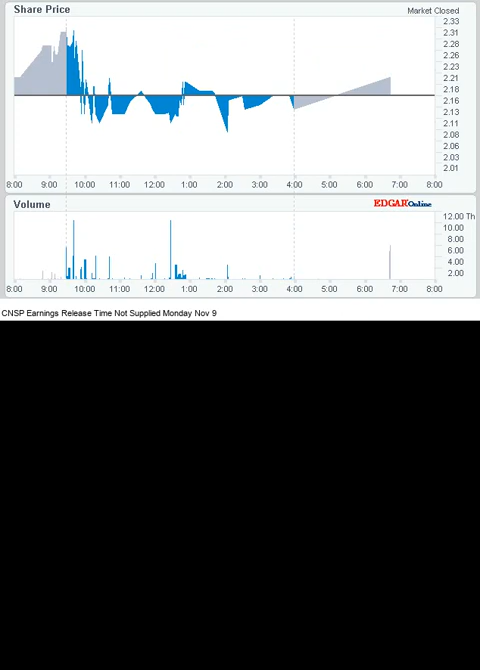 Share Price
Market Closed
2.33
2.31
2.28
2.26
2.23
2.21
2.18
2.16
2.13
2.11
2.08
2.06
2.03
2.01
8:00 9:00 10:00 11:00 12:00 1:00 2:00 3:00 4:00 5:00 6:00 7:00 8:00
Volume
EDGAR Online
12.00 Th
10.00
8.00
6.00
4.00
2.00
8:00 9:00 10:00 11:00 12:00 1:00 2:00 3:00 4:00 5:00 6:00 7:00 8:00
CNSP Earnings Release Time Not Supplied Monday Nov 9